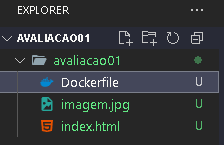 EXPLORER
AVALIACAO01
avaliacao01
Dockerfile U
imagem.jpg U
index.html U